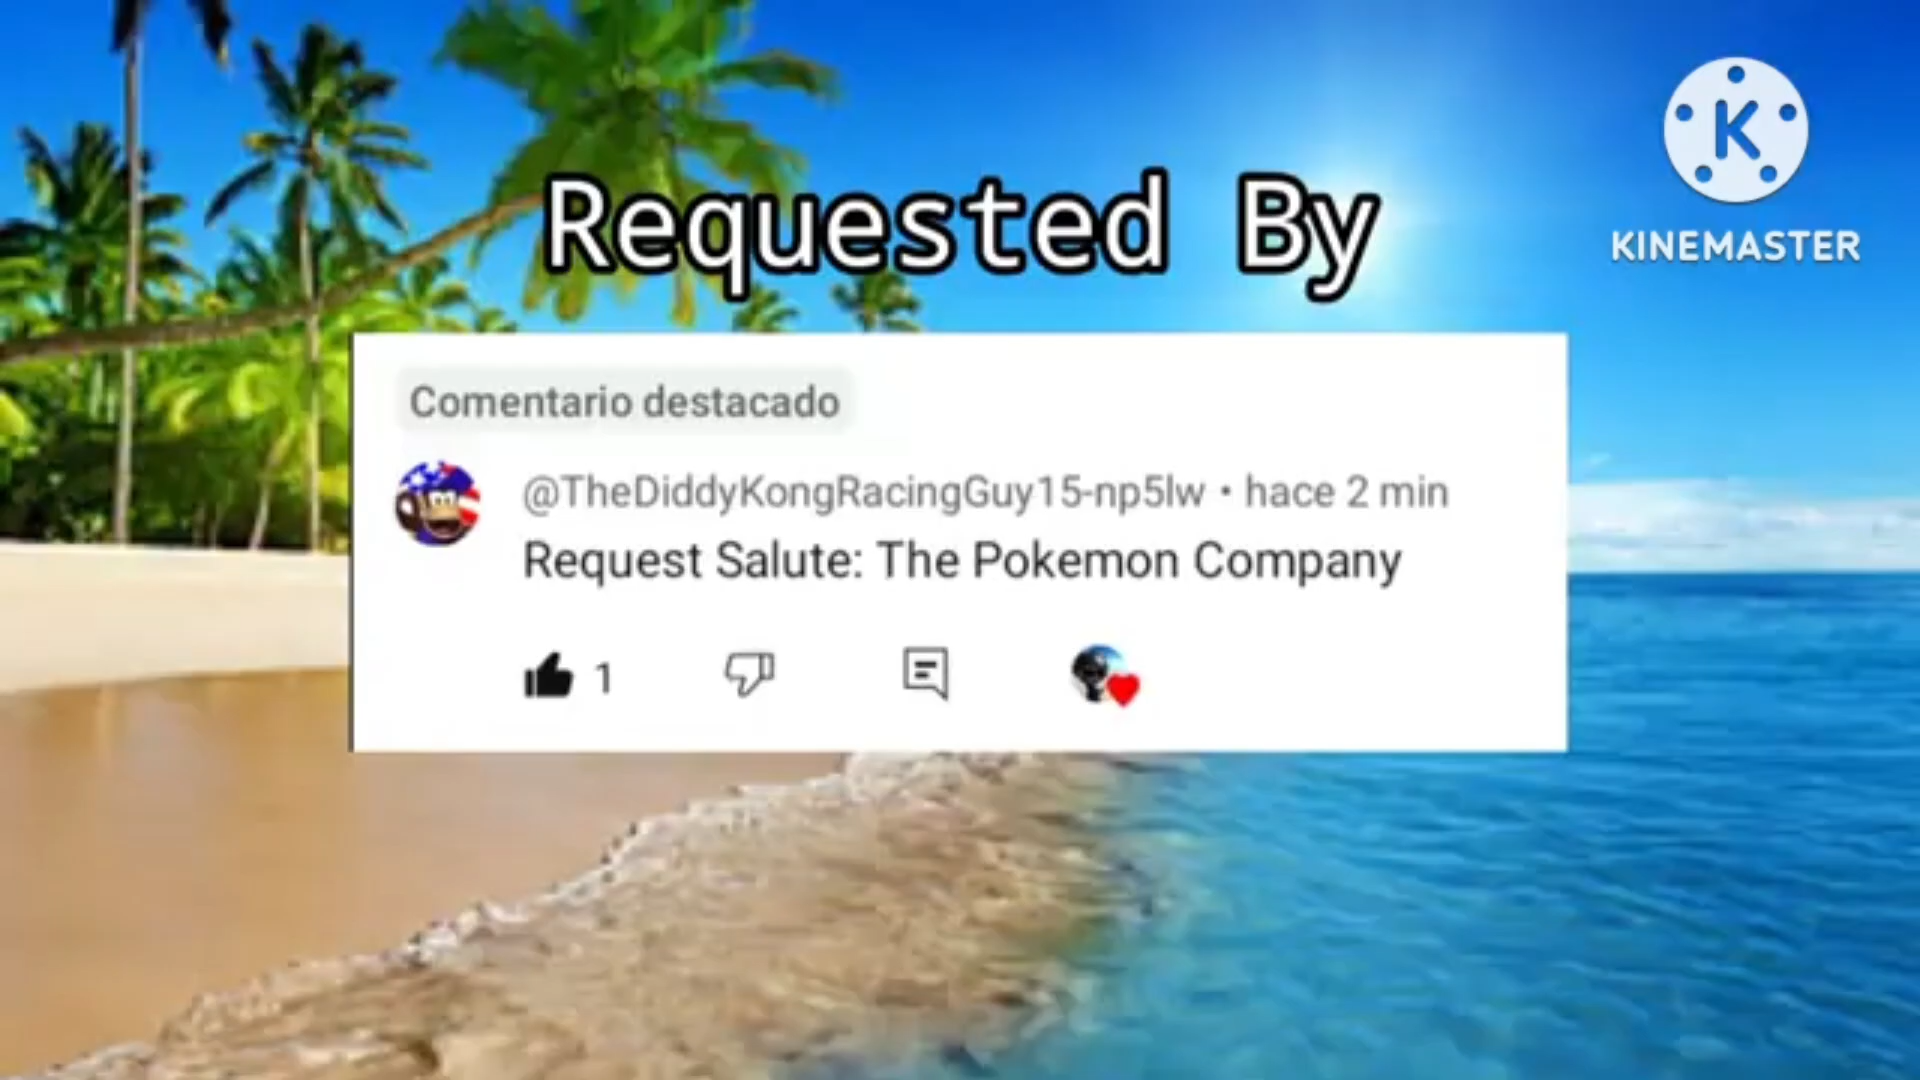 K
KINEMASTER
Requested By
Comentario destacado
@TheDiddyKongRacingGuy15-np5lw • hace 2 min
Request Salute: The Pokemon Company
1